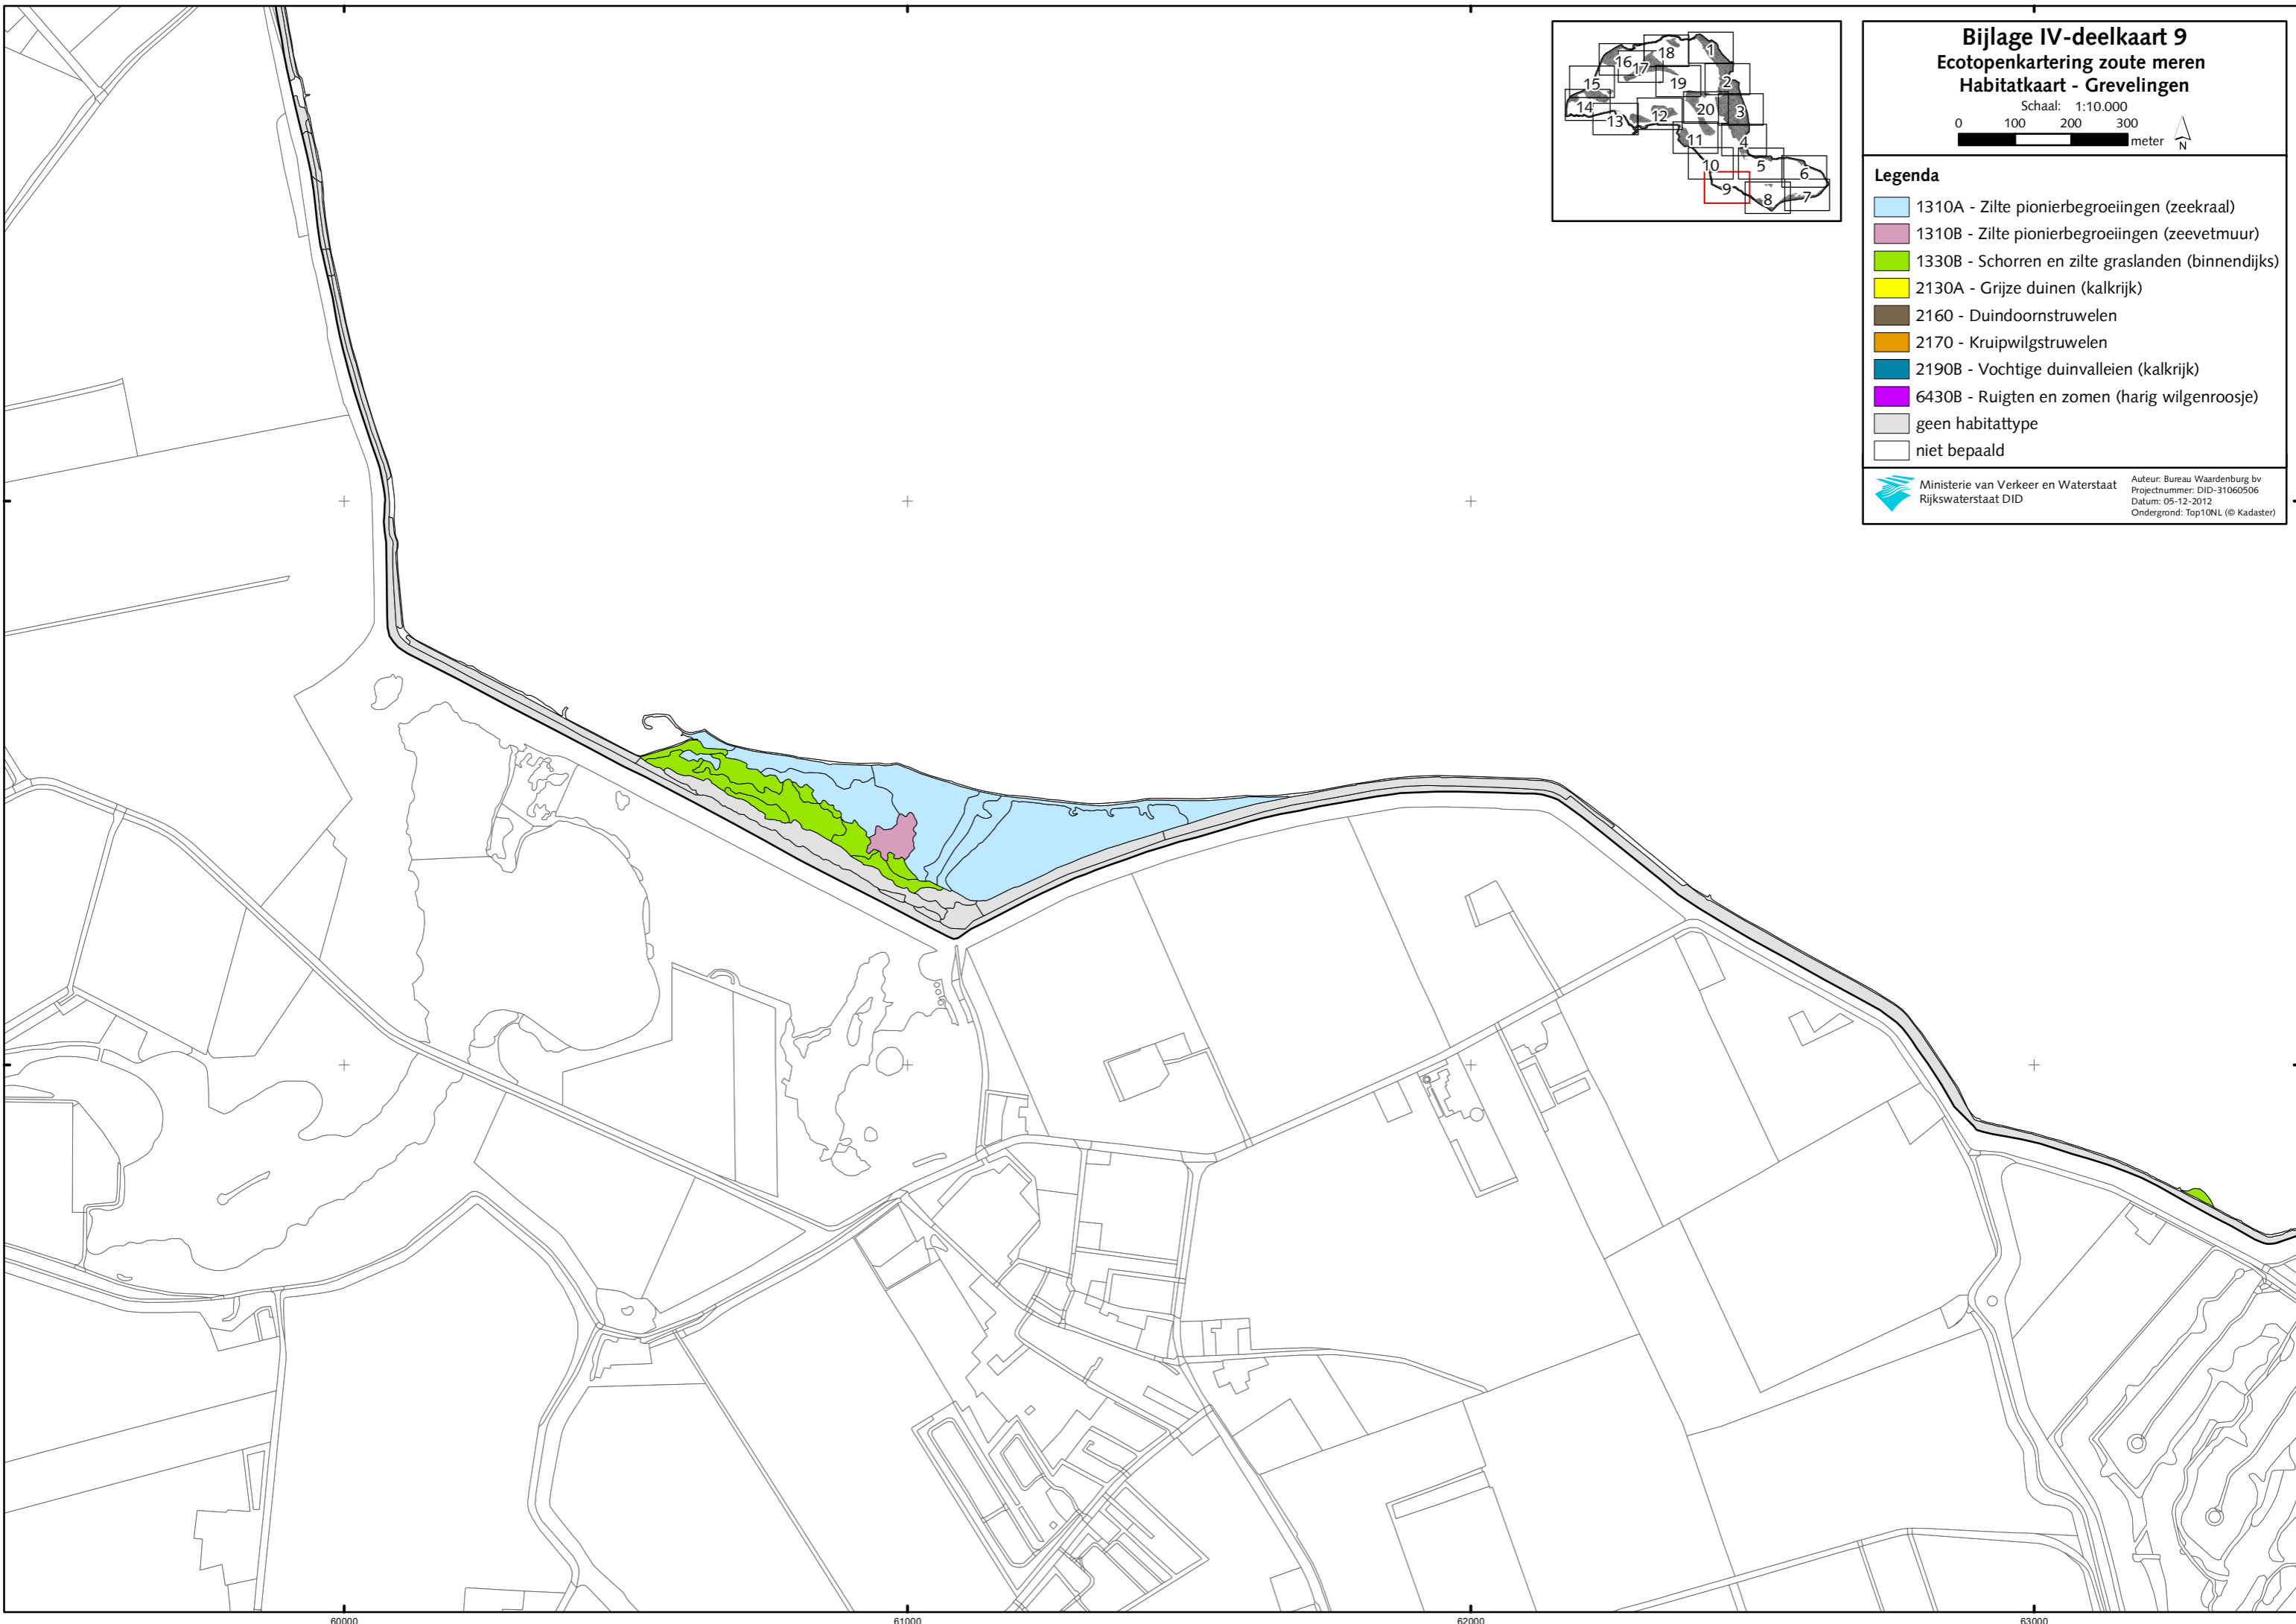 Bijlage IV-deelkaart 9
Ecotopenkartering zoute meren
Habitatkaart - Grevelingen
Schaal: 1:10.000
0 100 200 300
meter
N
Legenda
1310A - Zilte pionierbegroeiingen (zeekraal)
1310B - Zilte pionierbegroeiingen (zeevetmuur)
1330B - Schorren en zilte graslanden (binnendijks)
2130A - Grijze duinen (kalkrijk)
2160 - Duindoornstruwelen
2170 - Kruipwilgstruwelen
2190B - Vochtige duinvalleien (kalkrijk)
6430B - Ruigten en zomen (harig wilgenroosje)
geen habitattype
niet bepaald
Ministerie van Verkeer en Waterstaat
Rijkswaterstaat DID
Auteur: Bureau Waardenburg bv
Projectnummer: DID-31060506
Datum: 05-12-2012
Ondergrond: Top10NL (© Kadaster)
18 1
16 17
15 19 2
14 13 12 20 3
11 4
10 5 6
9 8 7
60000 61000 62000 63000